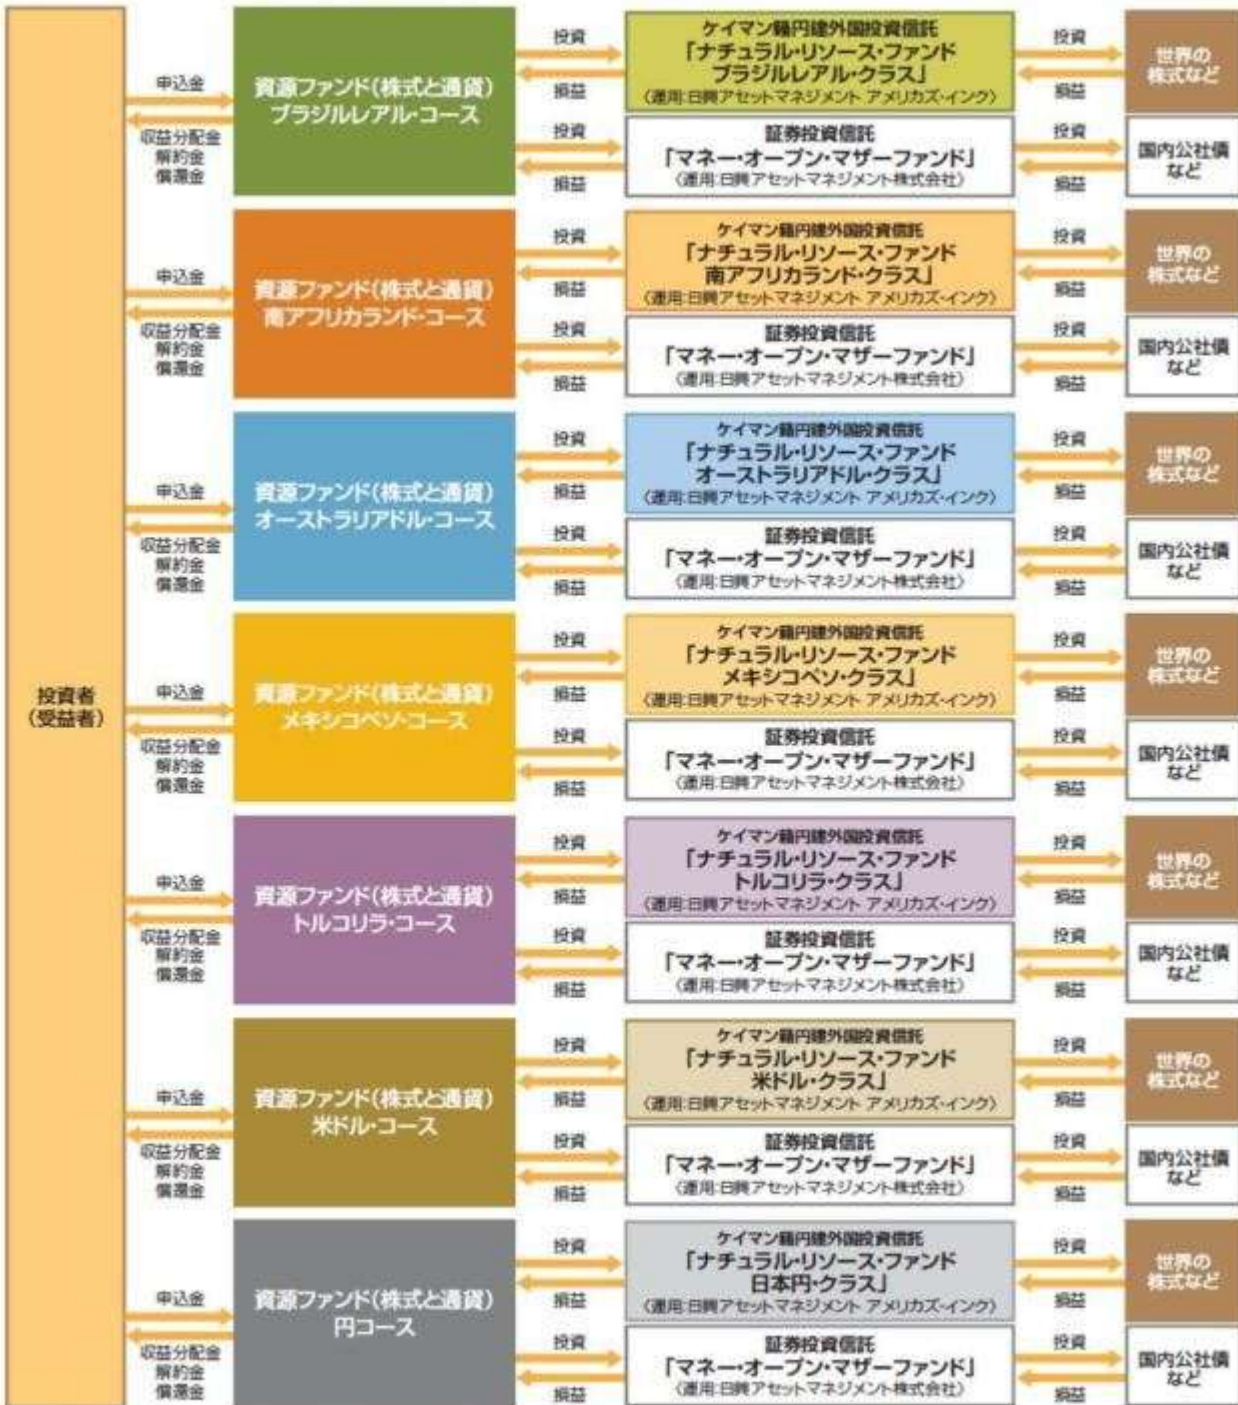 投資者
(受益者)
申込金
収益分配金
解約金
償還金
資源ファンド(株式と通貨)
ブラジルレアル・コース
投資
損益
投資
損益
ケイマン籍円建外国投資信託
「ナチュラル・リソース・ファンド
ブラジルレアル・クラス」
〈運用:日興アセットマネジメント アメリカズ・インク〉
証券投資信託
「マネー・オープン・マザーファンド」
〈運用:日興アセットマネジメント株式会社〉
投資
損益
投資
損益
世界の
株式など
国内公社債
など
申込金
収益分配金
解約金
償還金
資源ファンド(株式と通貨)
南アフリカランド・コース
投資
損益
投資
損益
ケイマン籍円建外国投資信託
「ナチュラル・リソース・ファンド
南アフリカランド・クラス」
〈運用:日興アセットマネジメント アメリカズ・インク〉
証券投資信託
「マネー・オープン・マザーファンド」
〈運用:日興アセットマネジメント株式会社〉
投資
損益
投資
損益
世界の
株式など
国内公社債
など
申込金
収益分配金
解約金
償還金
資源ファンド(株式と通貨)
オーストラリアドル・コース
投資
損益
投資
損益
ケイマン籍円建外国投資信託
「ナチュラル・リソース・ファンド
オーストラリアドル・クラス」
〈運用:日興アセットマネジメント アメリカズ・インク〉
証券投資信託
「マネー・オープン・マザーファンド」
〈運用:日興アセットマネジメント株式会社〉
投資
損益
投資
損益
世界の
株式など
国内公社債
など
申込金
収益分配金
解約金
償還金
資源ファンド(株式と通貨)
メキシコペソ・コース
投資
損益
投資
損益
ケイマン籍円建外国投資信託
「ナチュラル・リソース・ファンド
メキシコペソ・クラス」
〈運用:日興アセットマネジメント アメリカズ・インク〉
証券投資信託
「マネー・オープン・マザーファンド」
〈運用:日興アセットマネジメント株式会社〉
投資
損益
投資
損益
世界の
株式など
国内公社債
など
申込金
収益分配金
解約金
償還金
資源ファンド(株式と通貨)
トルコリラ・コース
投資
損益
投資
損益
ケイマン籍円建外国投資信託
「ナチュラル・リソース・ファンド
トルコリラ・クラス」
〈運用:日興アセットマネジメント アメリカズ・インク〉
証券投資信託
「マネー・オープン・マザーファンド」
〈運用:日興アセットマネジメント株式会社〉
投資
損益
投資
損益
世界の
株式など
国内公社債
など
申込金
収益分配金
解約金
償還金
資源ファンド(株式と通貨)
米ドル・コース
投資
損益
投資
損益
ケイマン籍円建外国投資信託
「ナチュラル・リソース・ファンド
米ドル・クラス」
〈運用:日興アセットマネジメント アメリカズ・インク〉
証券投資信託
「マネー・オープン・マザーファンド」
〈運用:日興アセットマネジメント株式会社〉
投資
損益
投資
損益
世界の
株式など
国内公社債
など
申込金
収益分配金
解約金
償還金
資源ファンド(株式と通貨)
円コース
投資
損益
投資
損益
ケイマン籍円建外国投資信託
「ナチュラル・リソース・ファンド
日本円・クラス」
〈運用:日興アセットマネジメント アメリカズ・インク〉
証券投資信託
「マネー・オープン・マザーファンド」
〈運用:日興アセットマネジメント株式会社〉
投資
損益
投資
損益
世界の
株式など
国内公社債
など